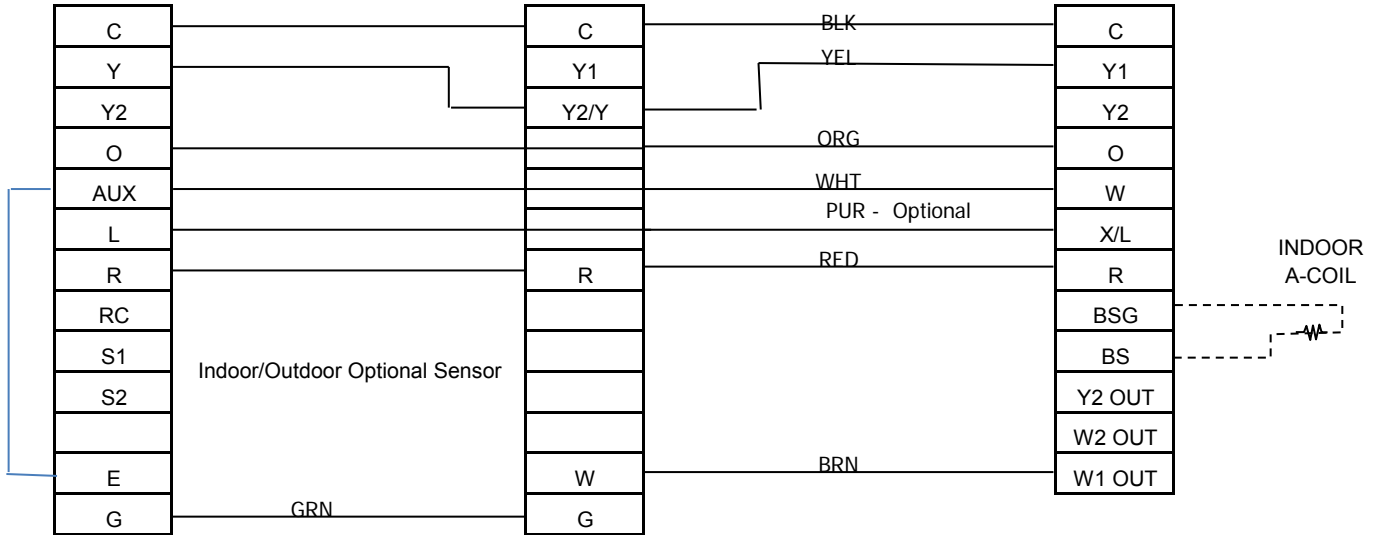 C C BLK C
Y Y1 YEL Y1
Y2 Y2/Y Y2
O ORG O
AUX WHT W
L PUR - Optional X/L
R R RED R
INDOOR
A-COIL
RC BSG
S1 BS
Indoor/Outdoor Optional Sensor
S2 Y2 OUT
W2 OUT
E W BRN W1 OUT
G GRN G